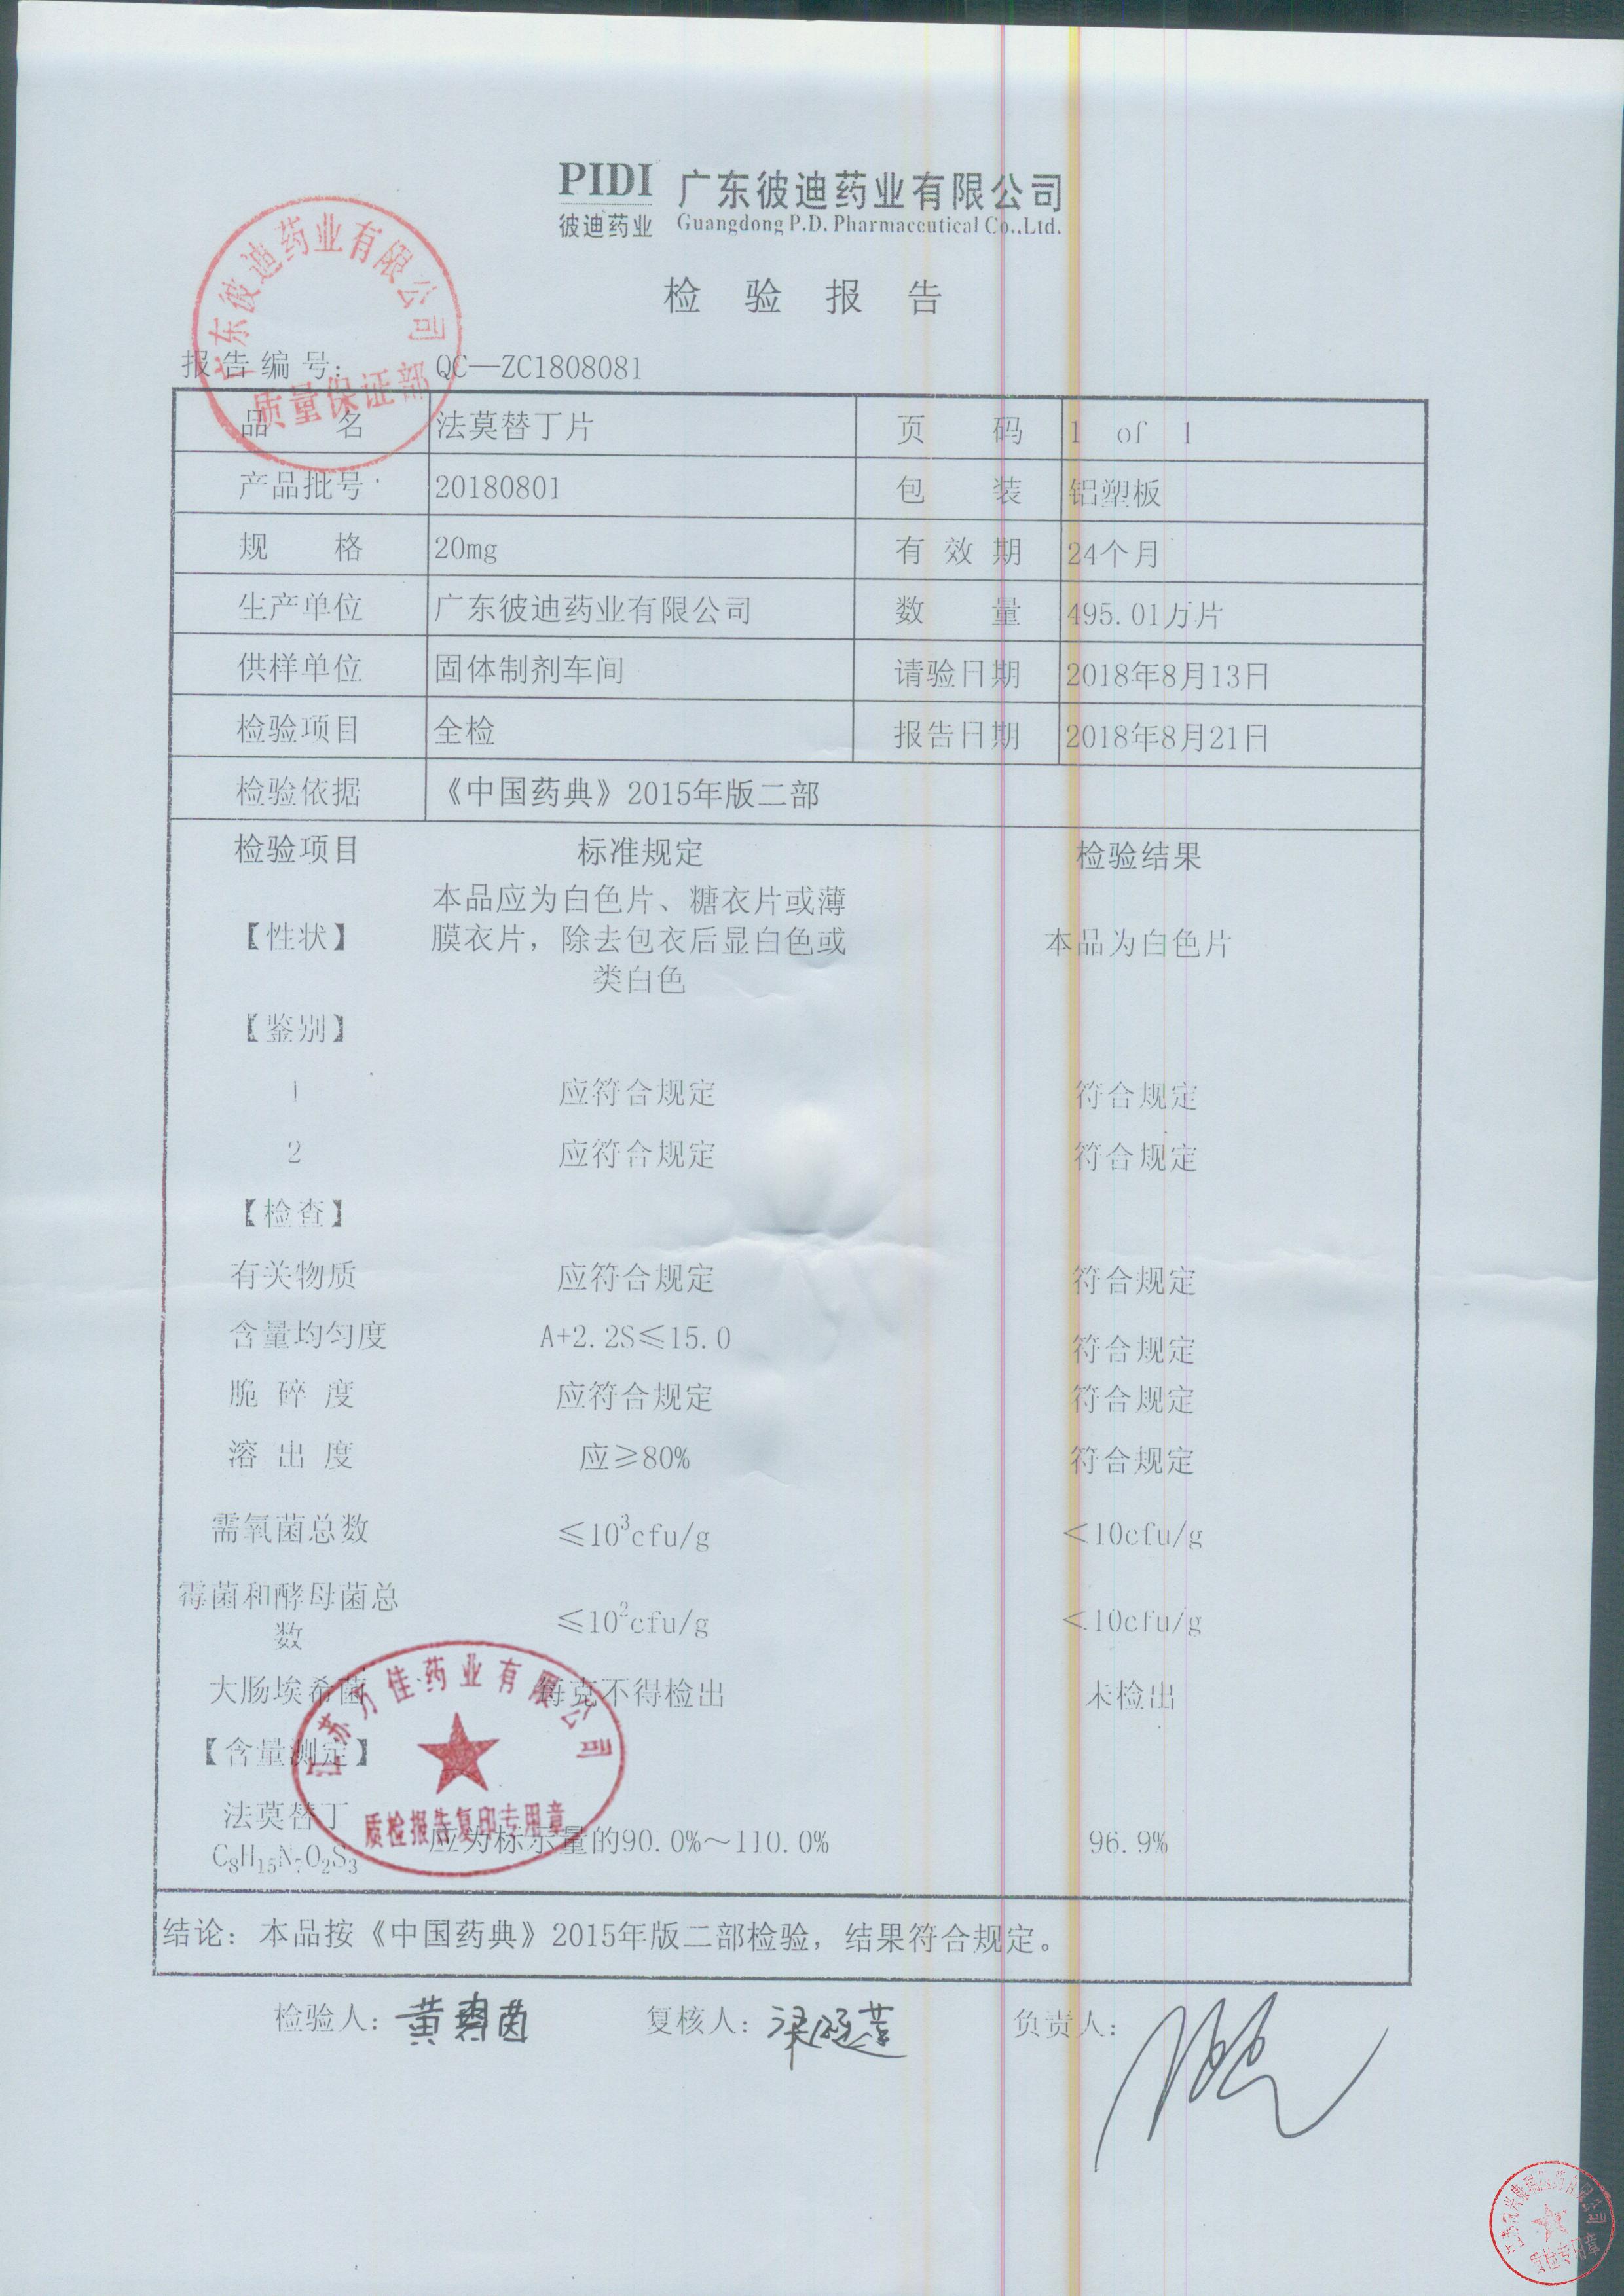 PIDI 广东彼迪药业有限公司
彼迪药业 Guangdong P.D. Pharmaceutical Co.,Ltd.
广东彼迪药业有限公司
质量保证部
检 验 报 告
报告编号: QC—ZC1808081
品 名 法莫替丁片 页 码 1 of 1
产品批号 20180801 包 装 铝塑板
规 格 20mg 有效期 24个月
生产单位 广东彼迪药业有限公司 数 量 495.01万片
供样单位 固体制剂车间 请验日期 2018年8月13日
检验项目 全检 报告日期 2018年8月21日
检验依据 《中国药典》2015年版二部
检验项目 标准规定 检验结果
本品应为白色片、糖衣片或薄
【性状】 膜衣片，除去包衣后显白色或 本品为白色片
类白色
【鉴别】
1 应符合规定 符合规定
2 应符合规定 符合规定
【检查】
有关物质 应符合规定 符合规定
含量均匀度 A+2.2S≤15.0 符合规定
脆碎度 应符合规定 符合规定
溶出度 应≥80% 符合规定
需氧菌总数 ≤10³cfu/g <10cfu/g
霉菌和酵母菌总 ≤10²cfu/g <10cfu/g
数
大肠埃希菌 每克不得检出 未检出
【含量测定】
法莫替丁
应为标示量的90.0%～110.0% 96.9%
C₈H₁₅N₇O₂S₃
江苏万佳药业有限公司
质检报告复印专用章
结论：本品按《中国药典》2015年版二部检验，结果符合规定。
检验人： 黄 茵 复核人： 梁 莲 负责人：
质检专用章